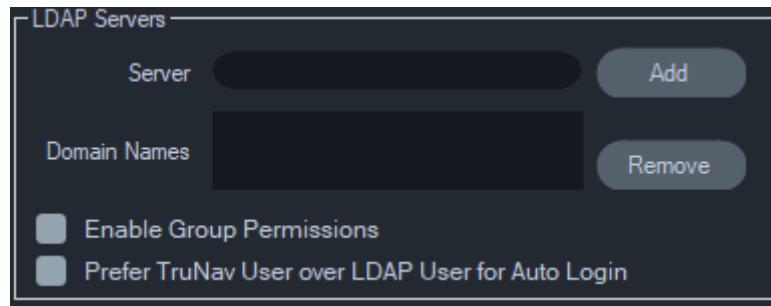 LDAP Servers
Server
Add
Domain Names
Remove
Enable Group Permissions
Prefer TruNav User over LDAP User for Auto Login